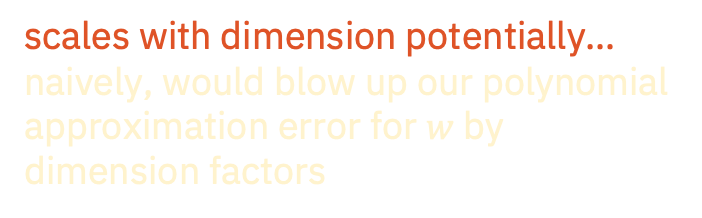 scales with dimension potentially...
naively, would blow up our polynomial
approximation error for w by
dimension factors